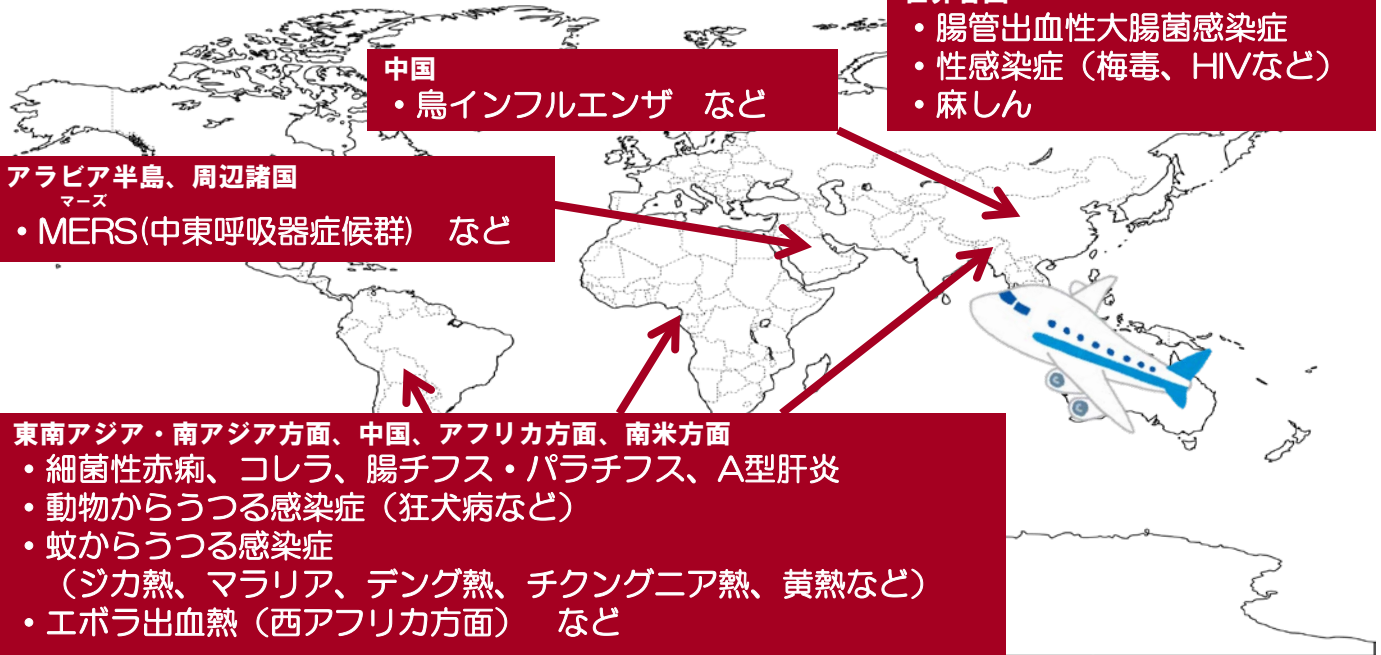 ・腸管出血性大腸菌感染症
・性感染症（梅毒、HIVなど）
・麻しん
中国
・鳥インフルエンザ　など
アラビア半島、周辺諸国
マーズ
・MERS(中東呼吸器症候群)　など
東南アジア・南アジア方面、中国、アフリカ方面、南米方面
・細菌性赤痢、コレラ、腸チフス・パラチフス、A型肝炎
・動物からうつる感染症（狂犬病など）
・蚊からうつる感染症
（ジカ熱、マラリア、デング熱、チクングニア熱、黄熱など）
・エボラ出血熱（西アフリカ方面）　など